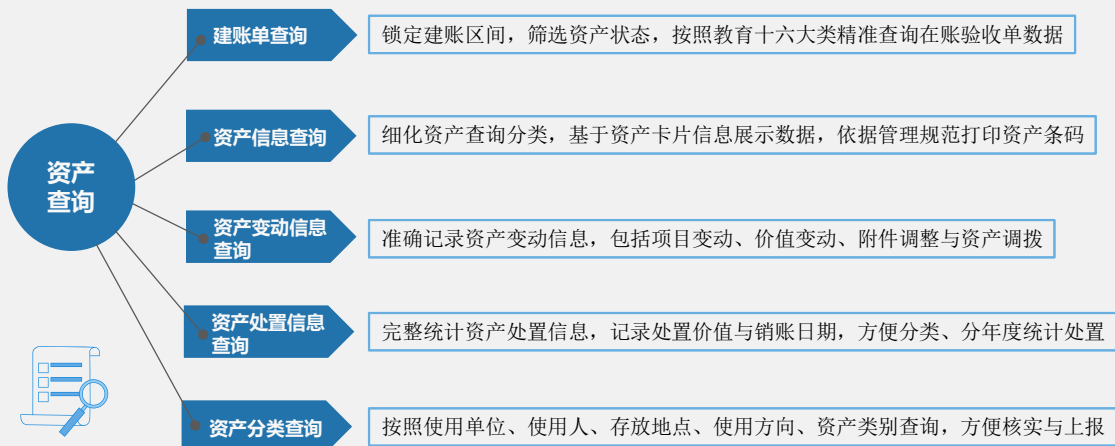 资产
查询
建账单查询
锁定建账区间，筛选资产状态，按照教育十六大类精准查询在账验收单数据
资产信息查询
细化资产查询分类，基于资产卡片信息展示数据，依据管理规范打印资产条码
资产变动信息
查询
准确记录资产变动信息，包括项目变动、价值变动、附件调整与资产调拨
资产处置信息
查询
完整统计资产处置信息，记录处置价值与销账日期，方便分类、分年度统计处置
资产分类查询
按照使用单位、使用人、存放地点、使用方向、资产类别查询，方便核实与上报